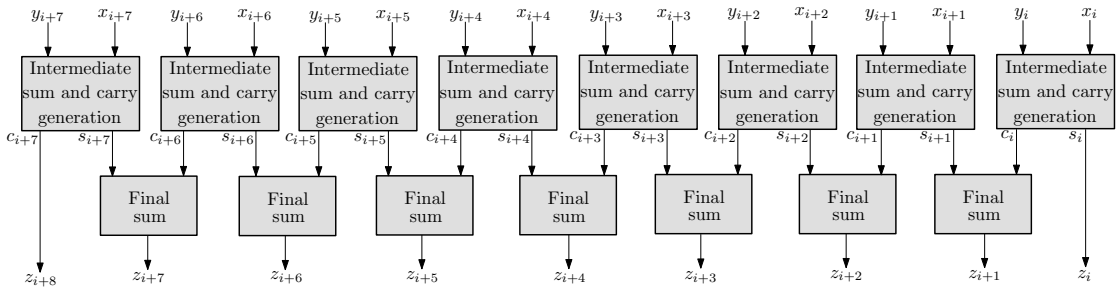 y_{i+7} x_{i+7} y_{i+6} x_{i+6} y_{i+5} x_{i+5} y_{i+4} x_{i+4} y_{i+3} x_{i+3} y_{i+2} x_{i+2} y_{i+1} x_{i+1} y_i x_i
Intermediate Intermediate Intermediate Intermediate Intermediate Intermediate Intermediate Intermediate
sum and carry sum and carry sum and carry sum and carry sum and carry sum and carry sum and carry sum and carry
generation generation generation generation generation generation generation generation
c_{i+7} s_{i+7} c_{i+6} s_{i+6} c_{i+5} s_{i+5} c_{i+4} s_{i+4} c_{i+3} s_{i+3} c_{i+2} s_{i+2} c_{i+1} s_{i+1} c_i s_i
Final Final Final Final Final Final Final
sum sum sum sum sum sum sum
z_{i+8} z_{i+7} z_{i+6} z_{i+5} z_{i+4} z_{i+3} z_{i+2} z_{i+1} z_i